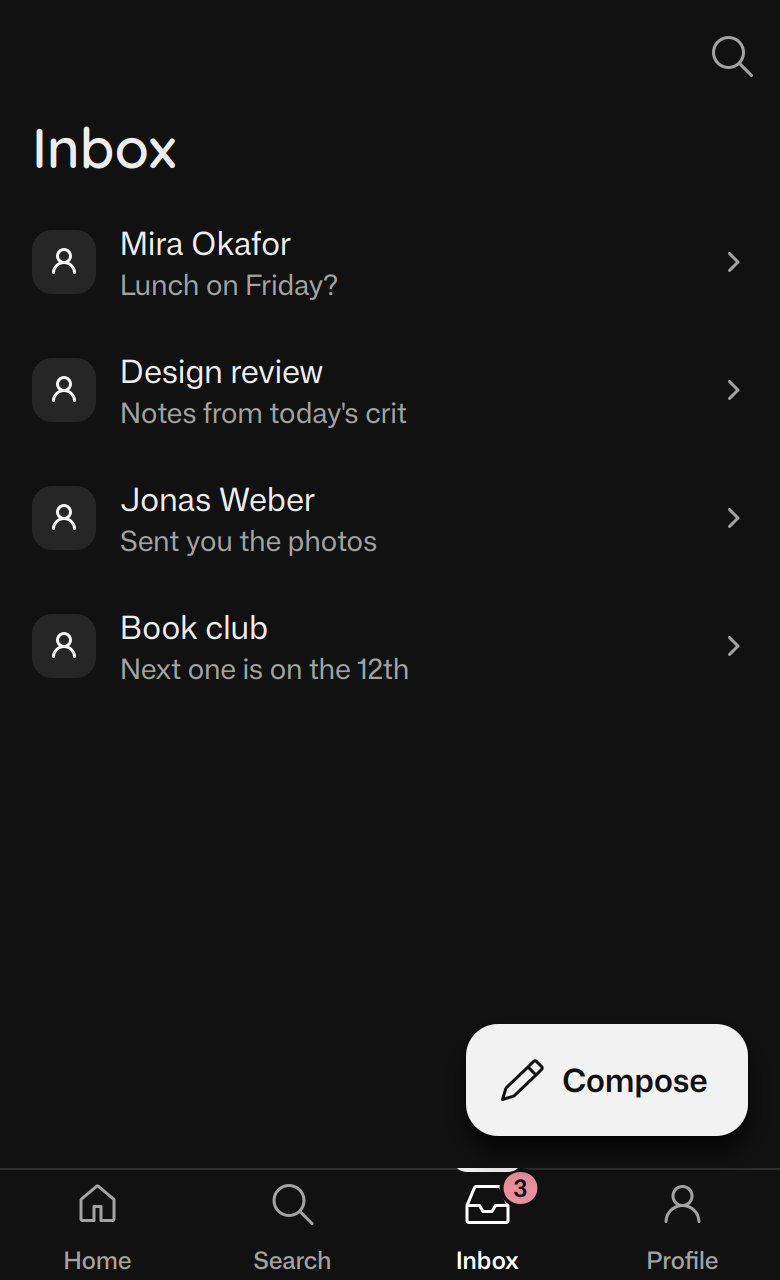 Inbox
Mira Okafor
Lunch on Friday?
Design review
Notes from today's crit
Jonas Weber
Sent you the photos
Book club
Next one is on the 12th
Compose
3
Home
Search
Inbox
Profile